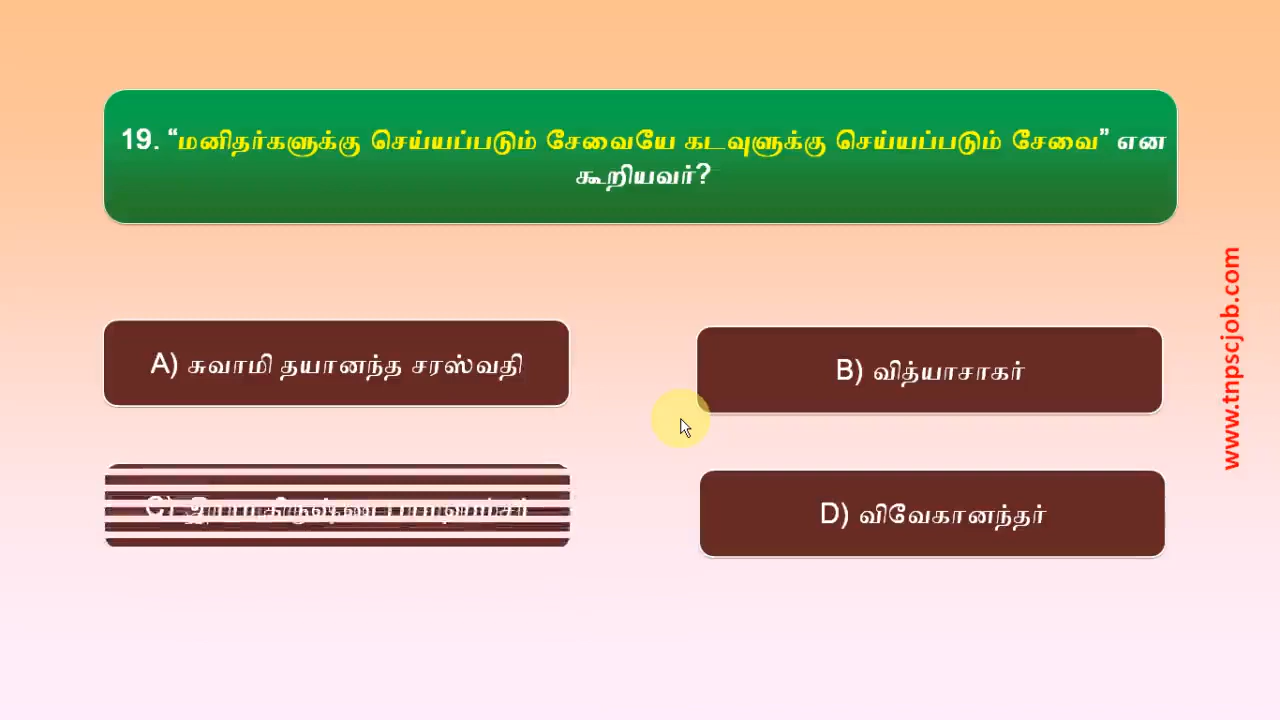 19. “மனிதர்களுக்கு செய்யப்படும் சேவையே கடவுளுக்கு செய்யப்படும் சேவை” என
கூறியவர்?
A) சுவாமி தயானந்த சரஸ்வதி
B) வித்யாசாகர்
C)
D) விவேகானந்தர்
www.tnpscjob.com